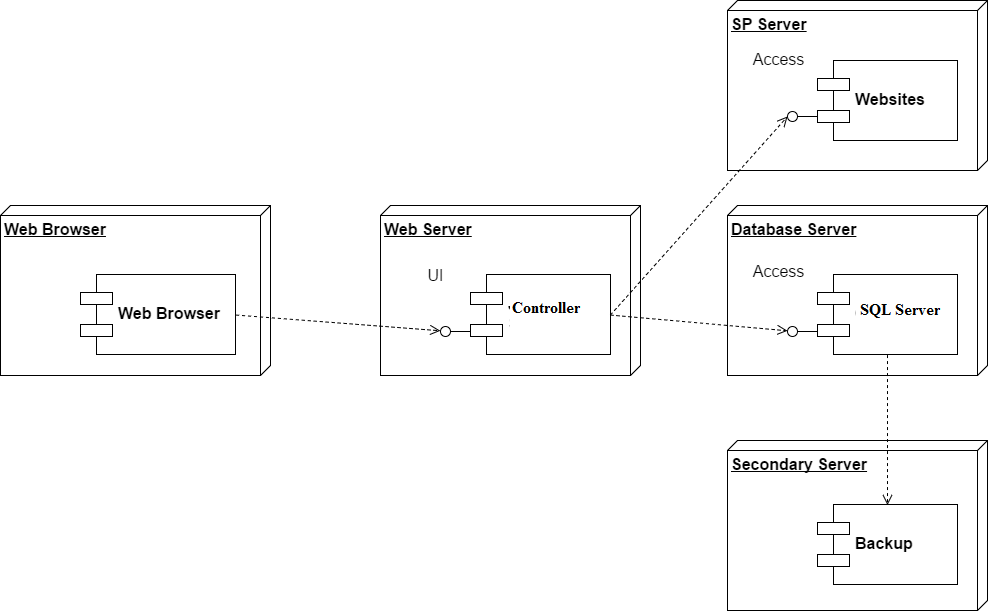 SP Server
Access
Websites
Web Browser
Web Browser
Web Server
UI
Controller
Database Server
Access
SQL Server
Secondary Server
Backup